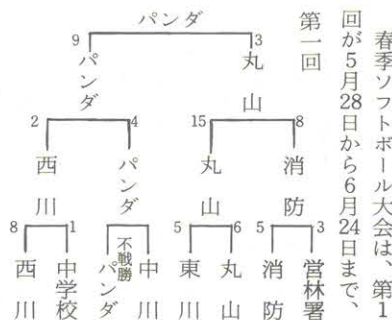 春季ソフトボール大会は、第1
回が5月28日から6月24日まで、
第一回
パンダ
9 3
パンダ 丸山
2 4 15 8
西川 パンダ 丸山 消防
8 1 不戦勝 5 6 5 3
西川 中学校 パンダ 中川 東川 丸山 消防 営林署